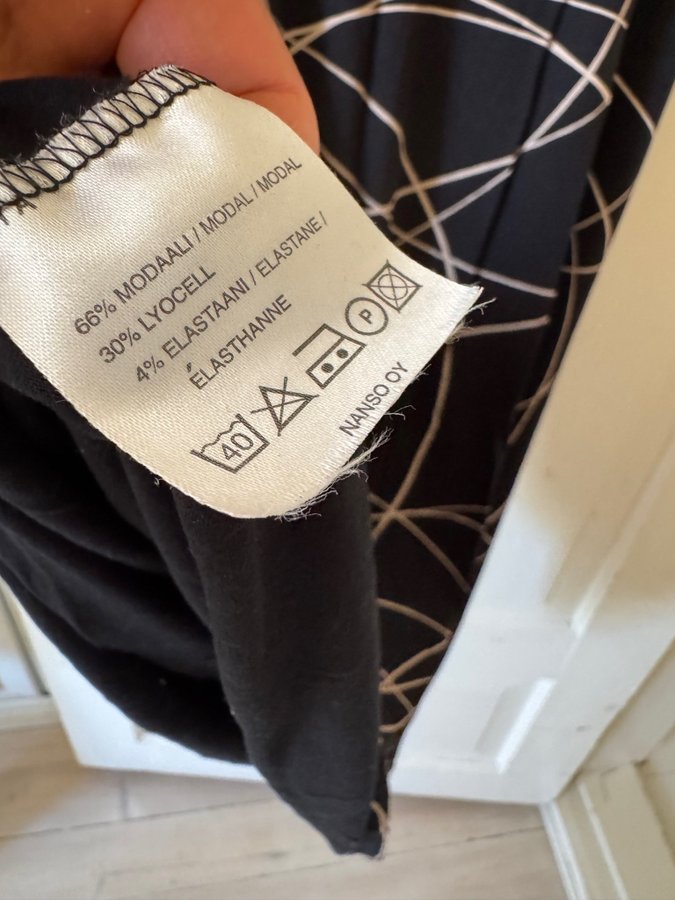 66% MODAALI / MODAL / MODAL
30% LYOCELL
4% ELASTAANI / ELASTANE /
ÉLASTHANNE
40
P
NANSO OY